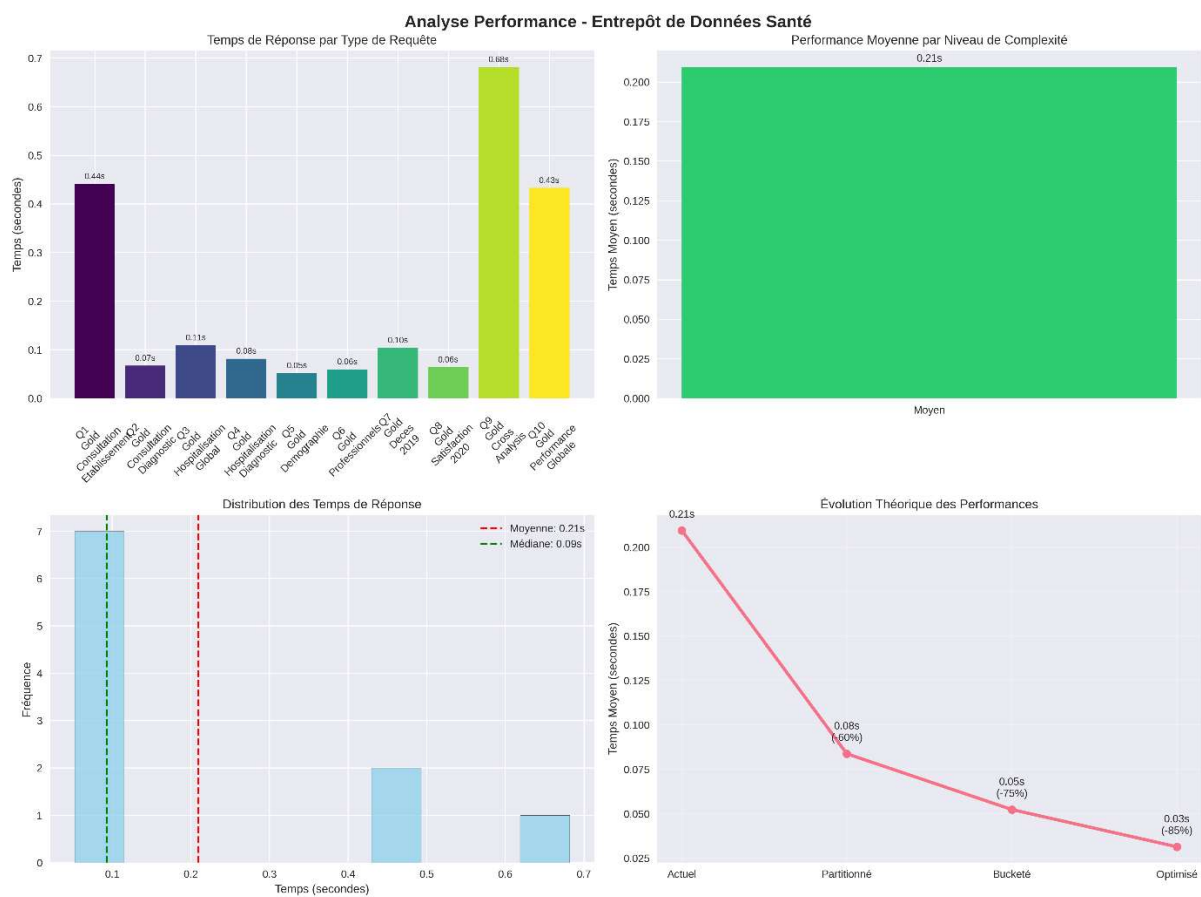 Analyse Performance - Entrepôt de Données Santé
Temps de Réponse par Type de Requête
Temps (secondes)
0.7
0.6
0.5
0.4
0.3
0.2
0.1
0.0
0.44s
0.07s
0.11s
0.08s
0.05s
0.06s
0.10s
0.06s
0.68s
0.43s
Q1
Gold
Consultation
Etablissement
Q2
Gold
Consultation
Diagnostic
Q3
Gold
Hospitalisation
Global
Q4
Gold
Hospitalisation
Diagnostic
Q5
Gold
Demographie
Q6
Gold
Professionnels
Q7
Gold
Deces
2019
Q8
Gold
Satisfaction
2020
Q9
Gold
Cross
Analysis
Q10
Gold
Performance
Globale
Performance Moyenne par Niveau de Complexité
Temps Moyen (secondes)
0.200
0.175
0.150
0.125
0.100
0.075
0.050
0.025
0.000
0.21s
Moyen
Distribution des Temps de Réponse
Fréquence
7
6
5
4
3
2
1
0
Moyenne: 0.21s
Médiane: 0.09s
0.1
0.2
0.3
0.4
0.5
0.6
0.7
Temps (secondes)
Évolution Théorique des Performances
Temps Moyen (secondes)
0.200
0.175
0.150
0.125
0.100
0.075
0.050
0.025
0.21s
0.08s
(-60%)
0.05s
(-75%)
0.03s
(-85%)
Actuel
Partitionné
Bucketé
Optimisé